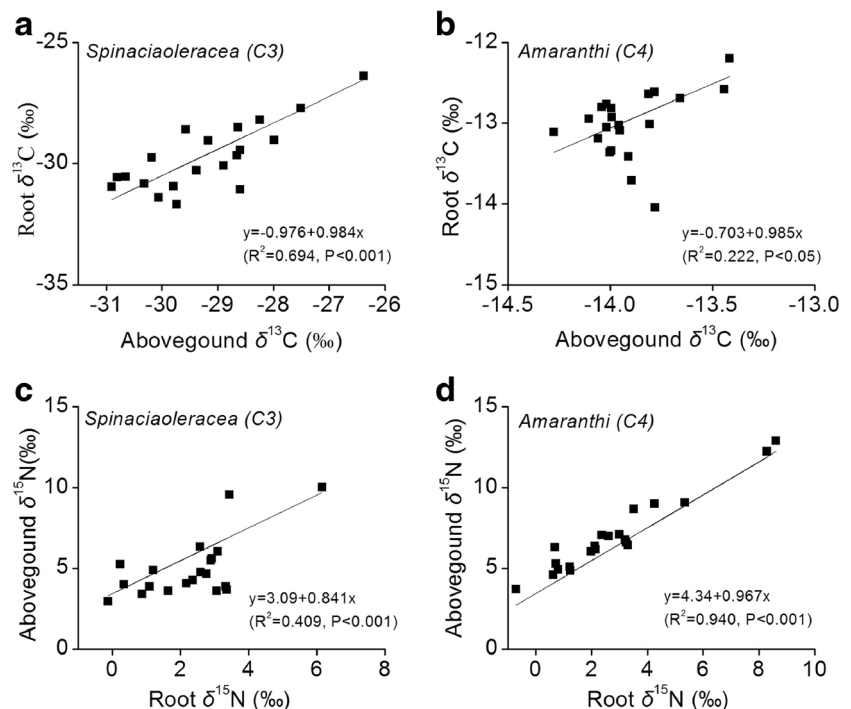 a
Spinaciaoleracea (C3)
-25
-30
-35
Root δ¹³C (‰)
y=-0.976+0.984x
(R²=0.694, P<0.001)
-31 -30 -29 -28 -27 -26
Abovegound δ¹³C (‰)
b
Amaranthi (C4)
-12
-13
-14
-15
Root δ¹³C (‰)
y=-0.703+0.985x
(R²=0.222, P<0.05)
-14.5 -14.0 -13.5 -13.0
Abovegound δ¹³C (‰)
c
Spinaciaoleracea (C3)
15
10
5
0
Abovegound δ¹⁵N(‰)
y=3.09+0.841x
(R²=0.409, P<0.001)
0 2 4 6 8
Root δ¹⁵N (‰)
d
Amaranthi (C4)
15
10
5
0
Abovegound δ¹⁵N (‰)
y=4.34+0.967x
(R²=0.940, P<0.001)
0 2 4 6 8 10
Root δ¹⁵N (‰)